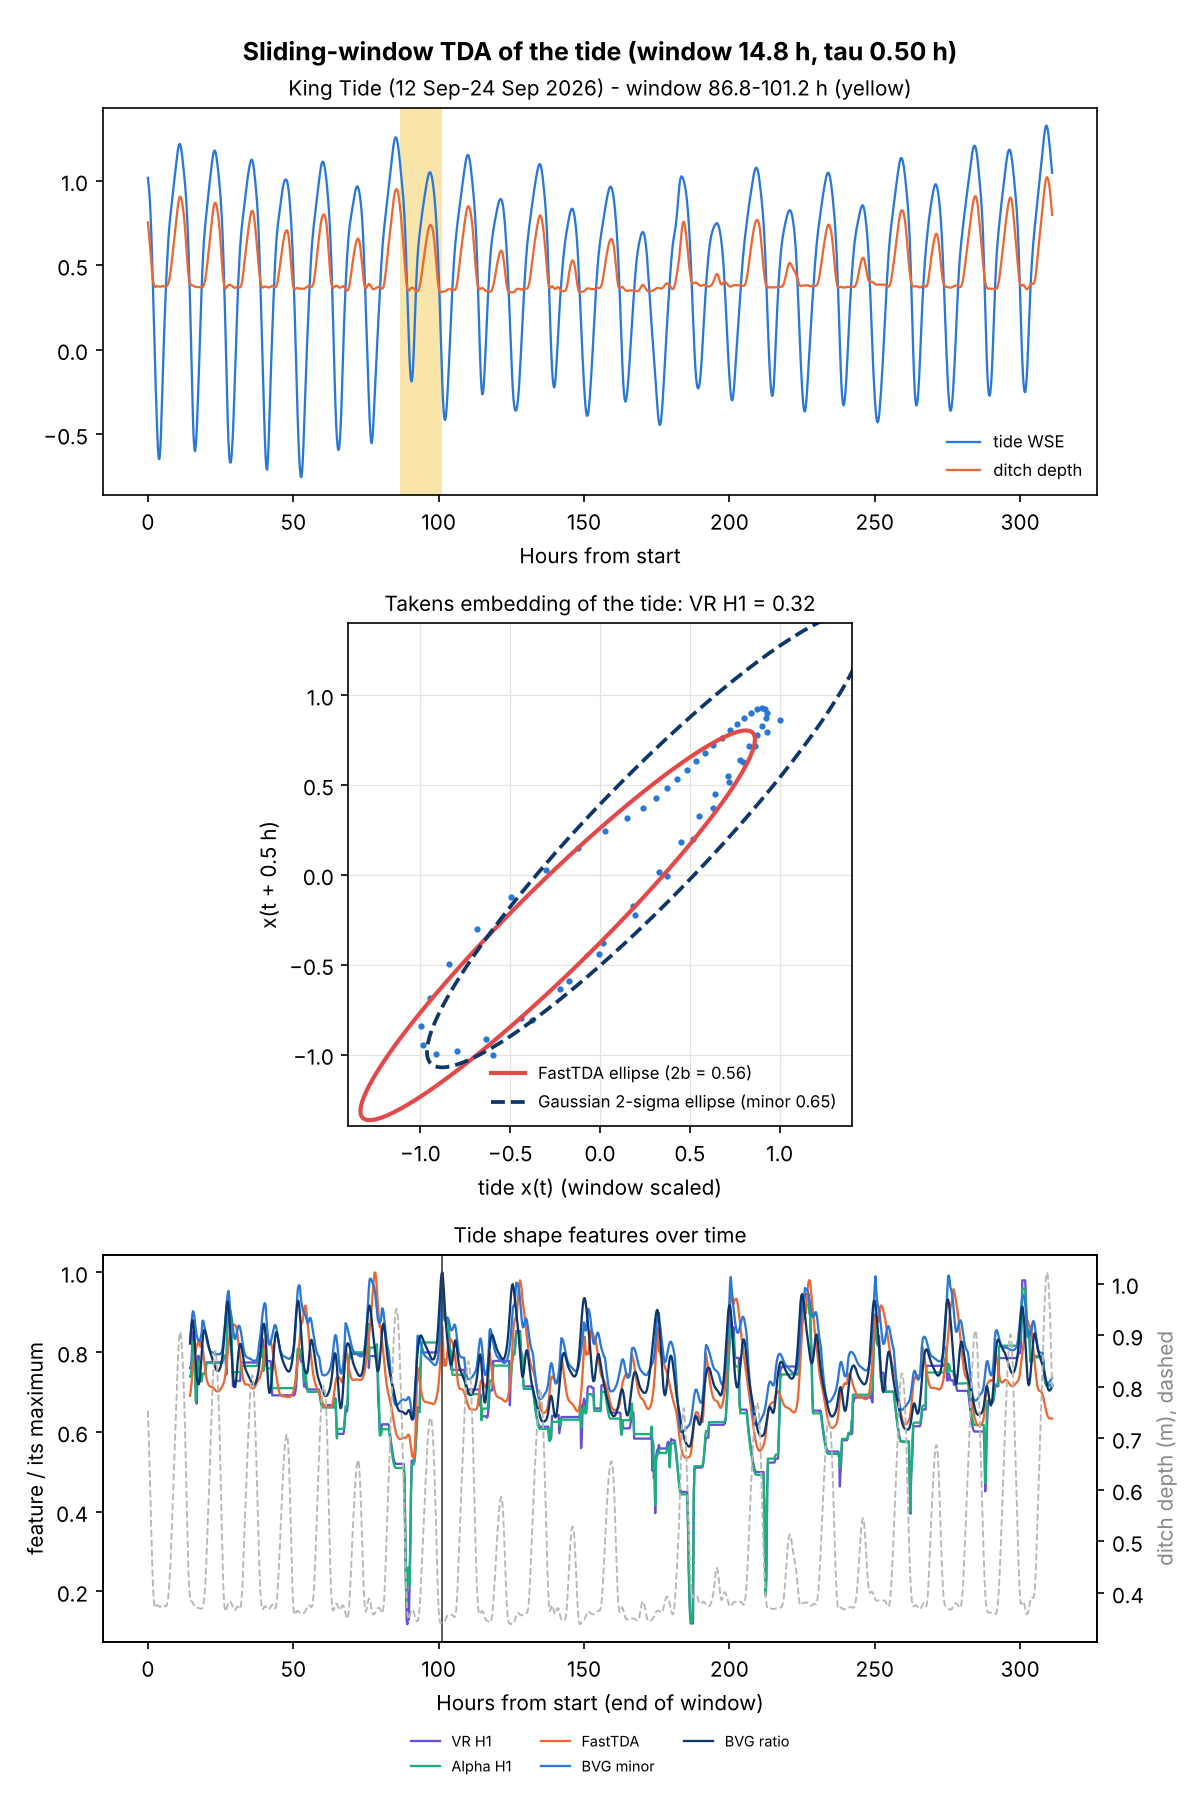 Sliding-window TDA of the tide (window 14.8 h, tau 0.50 h)
King Tide (12 Sep-24 Sep 2026) - window 86.8-101.2 h (yellow)
1.0
0.5
0.0
−0.5
tide WSE
ditch depth
0 50 100 150 200 250 300
Hours from start
Takens embedding of the tide: VR H1 = 0.32
x(t + 0.5 h)
1.0
0.5
0.0
−0.5
−1.0
FastTDA ellipse (2b = 0.56)
Gaussian 2-sigma ellipse (minor 0.65)
−1.0 −0.5 0.0 0.5 1.0
tide x(t) (window scaled)
Tide shape features over time
feature / its maximum
1.0
0.8
0.6
0.4
0.2
1.0
0.9
0.8
0.7
0.6
0.5
0.4
ditch depth (m), dashed
0 50 100 150 200 250 300
Hours from start (end of window)
VR H1 FastTDA BVG ratio
Alpha H1 BVG minor